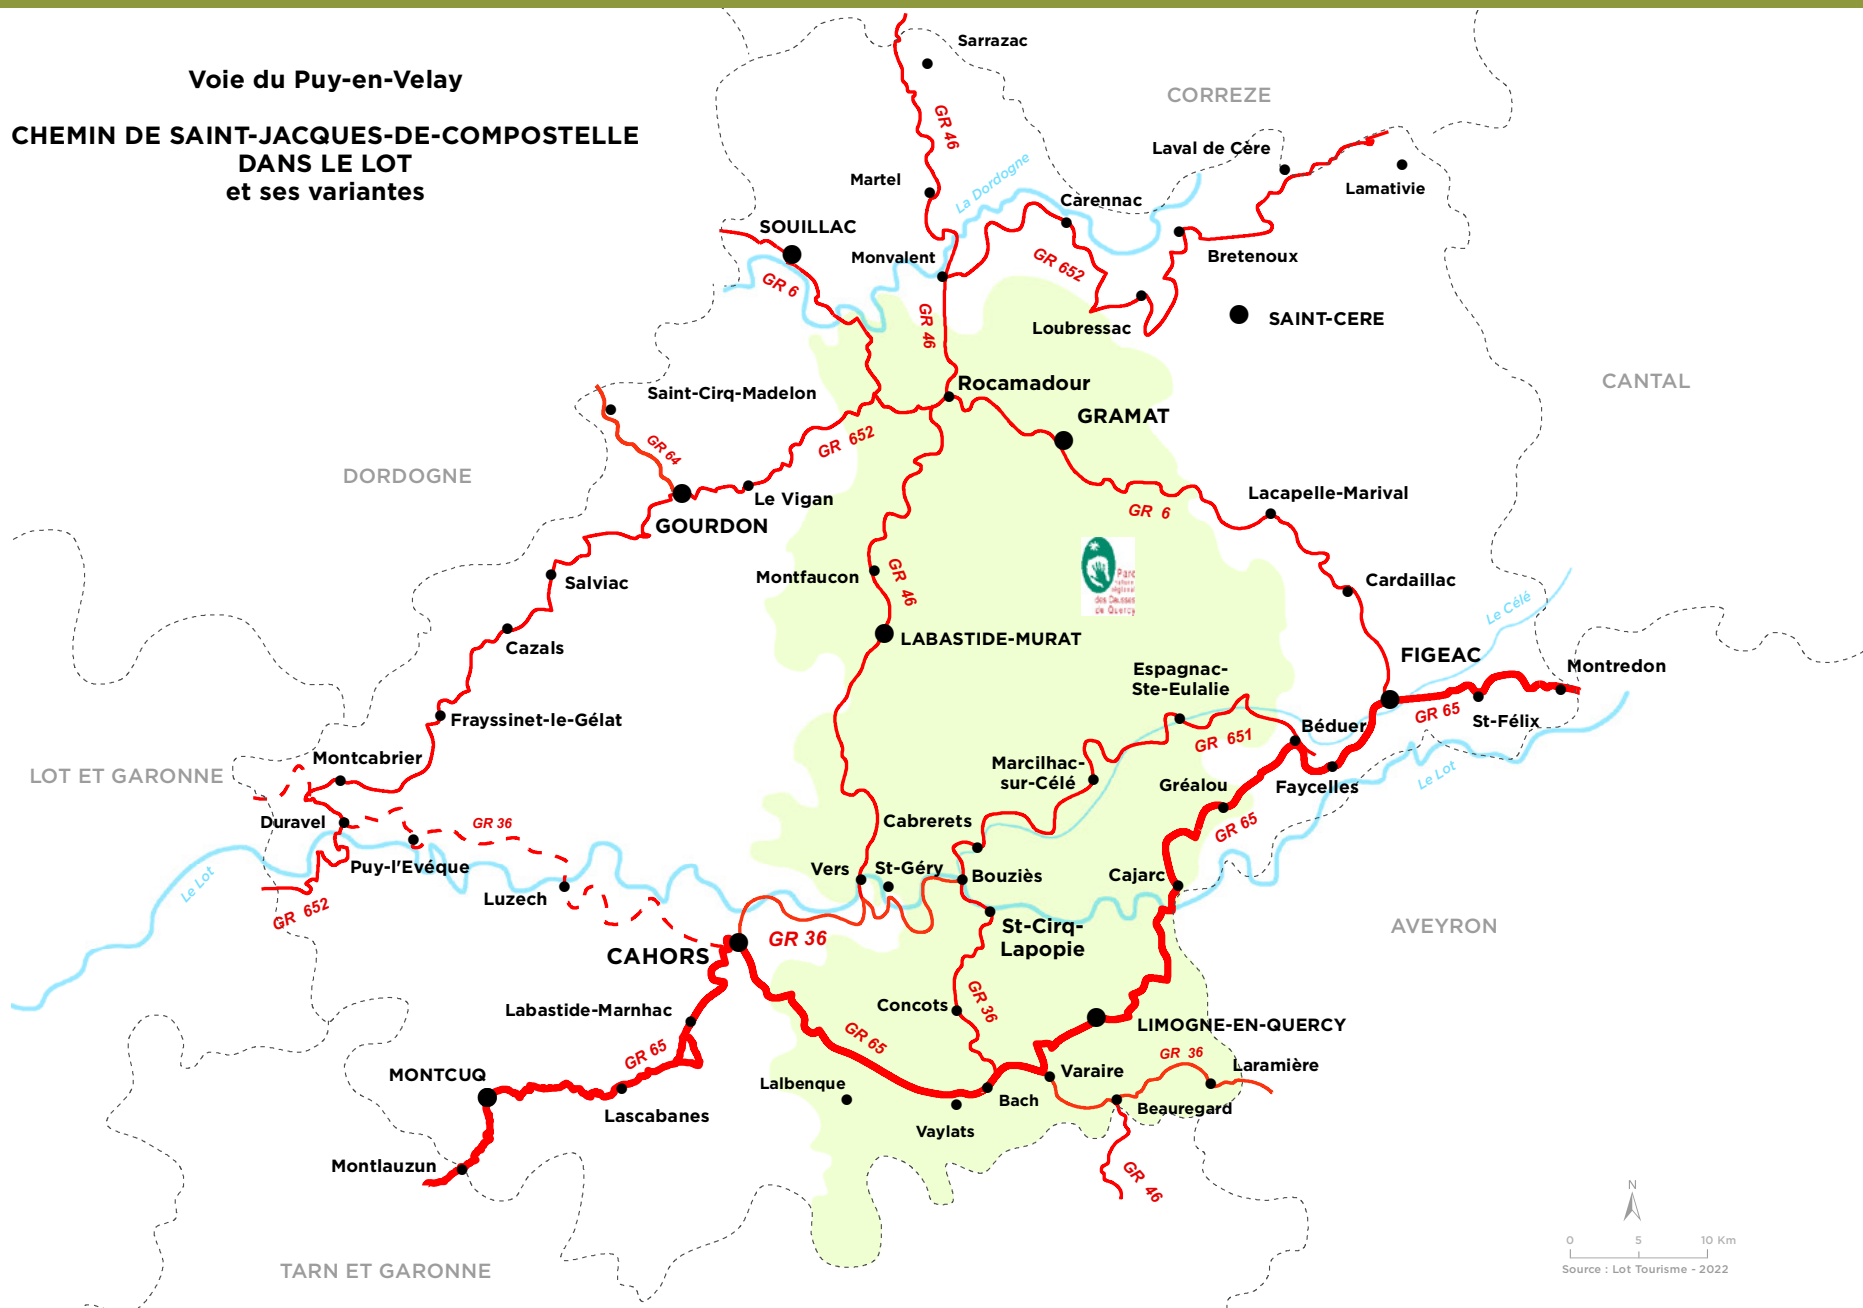 Voie du Puy-en-Velay
CHEMIN DE SAINT-JACQUES-DE-COMPOSTELLE
DANS LE LOT
et ses variantes
Sarrazac
CORREZE
GR 46
Laval de Cère
Lamativie
Martel
La Dordogne
Carennac
SOUILLAC
Monvalent
GR 652
Bretenoux
GR 6
GR 46
Loubressac
SAINT-CERE
Rocamadour
CANTAL
Saint-Cirq-Madelon
GRAMAT
GR 64
GR 652
DORDOGNE
Le Vigan
Lacapelle-Marival
GR 6
GOURDON
Salviac
Montfaucon
GR 46
Parc
naturel
régional
des Causses
de Quercy
Cardaillac
Le Célé
LABASTIDE-MURAT
Cazals
FIGEAC
Montredon
Espagnac-
Ste-Eulalie
Frayssinet-le-Gélat
GR 65
St-Félix
Béduer
GR 651
Montcabrier
LOT ET GARONNE
Marcilhac-
sur-Célé
Gréalou
Faycelles
Le Lot
Duravel
GR 36
Cabrerets
GR 65
Puy-l'Evéque
Vers
St-Géry
Bouziès
Cajarc
Le Lot
Luzech
GR 652
St-Cirq-
Lapopie
AVEYRON
GR 36
CAHORS
Concots
GR 36
Labastide-Marnhac
LIMOGNE-EN-QUERCY
GR 65
GR 65
GR 36
Laramière
MONTCUQ
Lalbenque
Varaire
Lascabanes
Bach
Beauregard
Vaylats
Montlauzun
GR 46
N
0 5 10 Km
Source : Lot Tourisme - 2022
TARN ET GARONNE